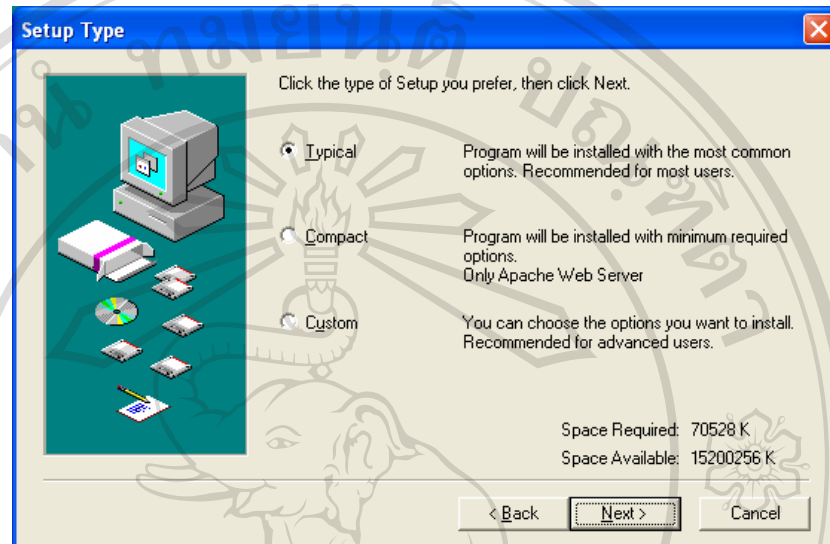 Setup Type
Click the type of Setup you prefer, then click Next.
Typical
Program will be installed with the most common
options. Recommended for most users.
Compact
Program will be installed with minimum required
options.
Only Apache Web Server
Custom
You can choose the options you want to install.
Recommended for advanced users.
Space Required: 70528 K
Space Available: 15200256 K
< Back
Next >
Cancel